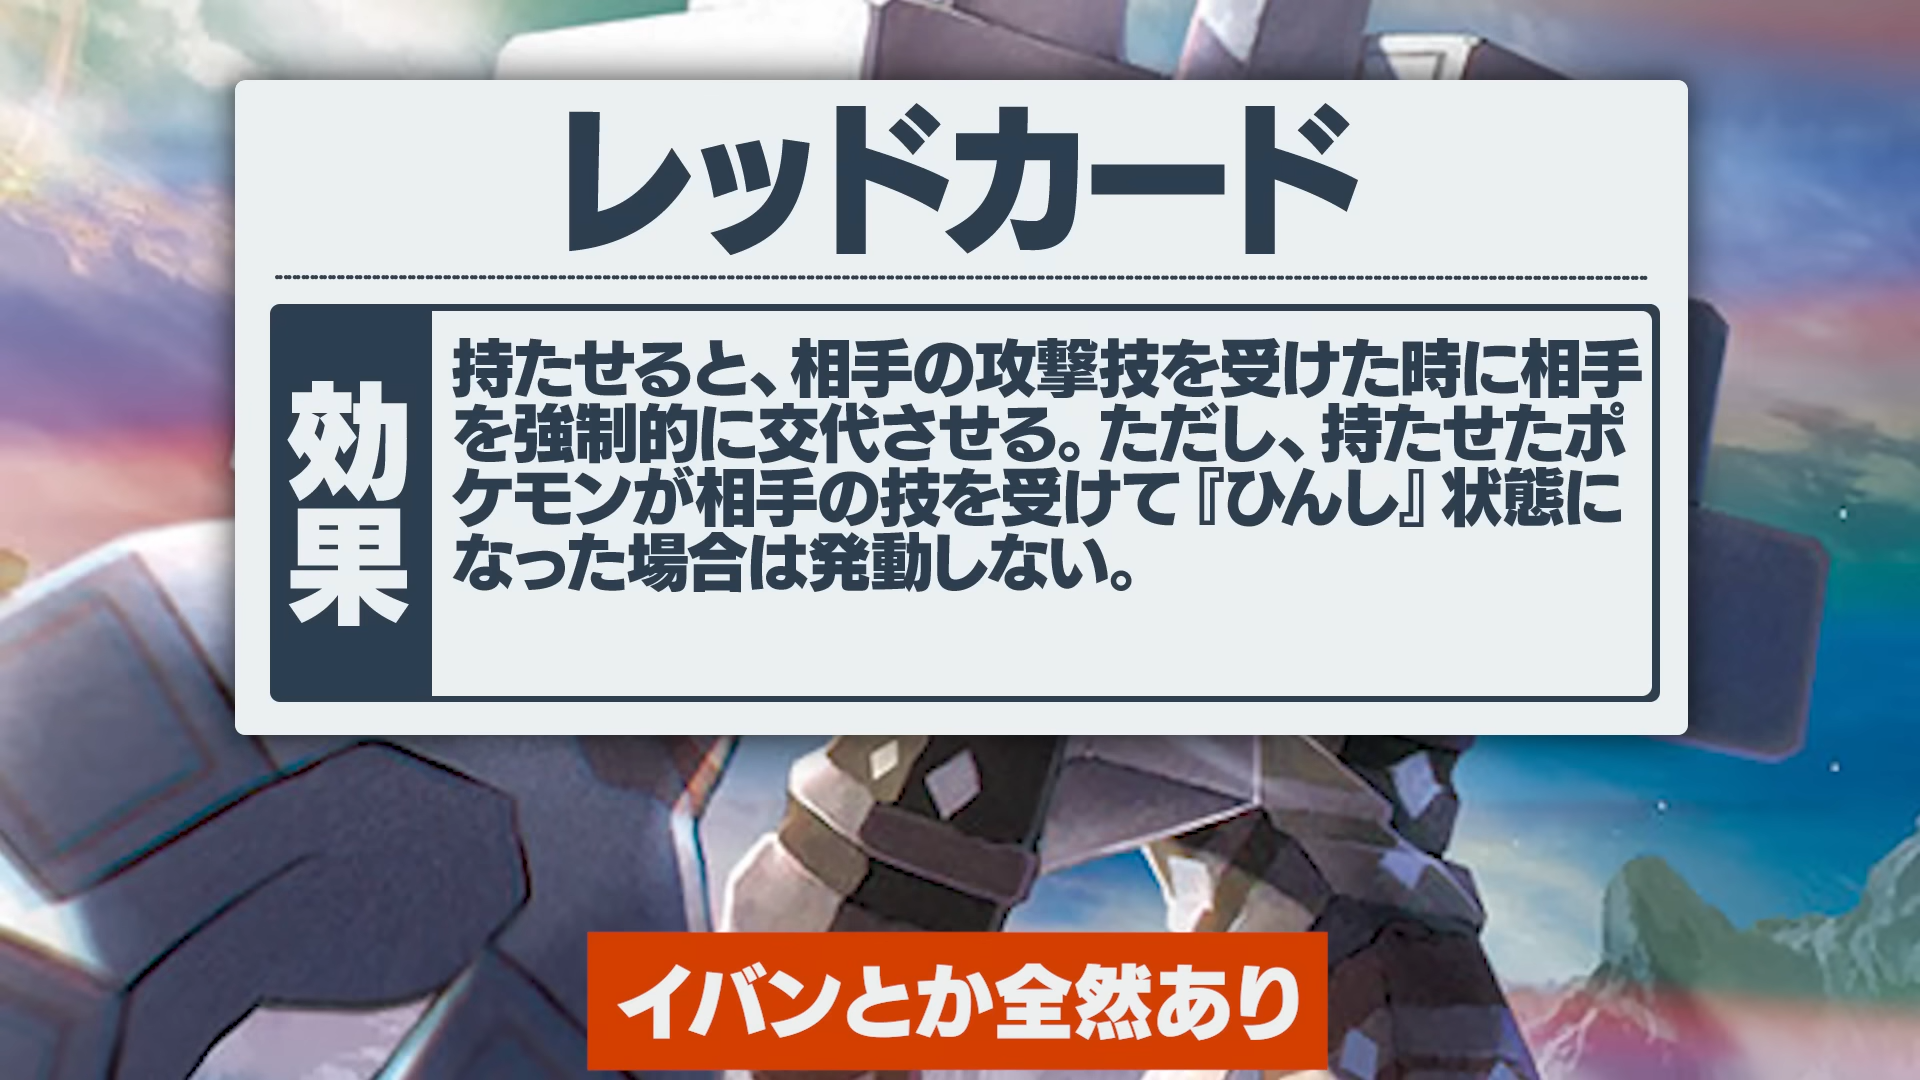 レッドカード
効果
持たせると、相手の攻撃技を受けた時に相手
を強制的に交代させる。ただし、持たせたポ
ケモンが相手の技を受けて『ひんし』状態に
なった場合は発動しない。
イバンとか全然あり